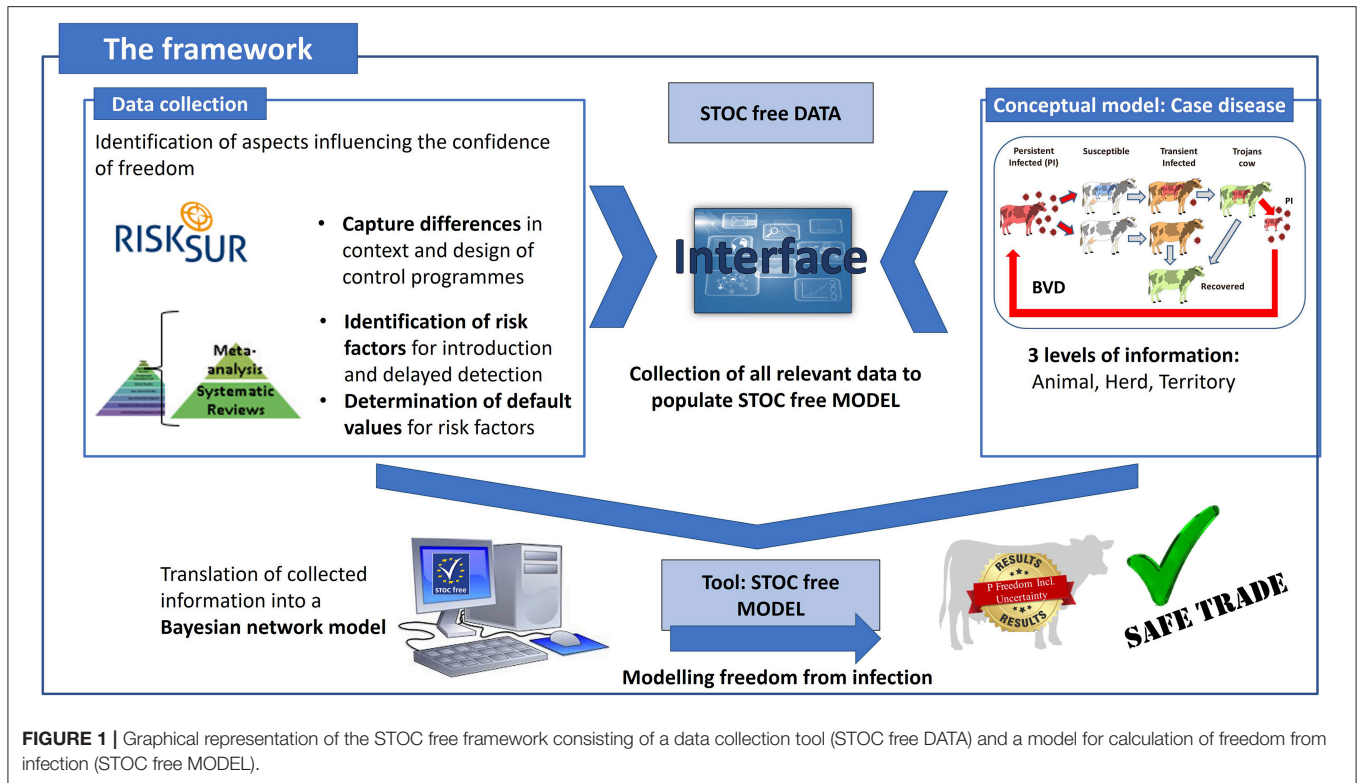 The framework
Data collection
Identification of aspects influencing the confidence
of freedom
RISKSUR
• Capture differences in
context and design of
control programmes
Meta-
analysis
Systematic
Reviews
• Identification of risk
factors for introduction
and delayed detection
• Determination of default
values for risk factors
STOC free DATA
Interface
Collection of all relevant data to
populate STOC free MODEL
Conceptual model: Case disease
Persistent
Infected (PI)
Susceptible
Transient
Infected
Trojans
cow
PI
BVD
Recovered
3 levels of information:
Animal, Herd, Territory
Translation of collected
information into a
Bayesian network model
STOC free
Tool: STOC free
MODEL
Modelling freedom from infection
RESULTS
P Freedom Incl.
Uncertainty
RESULTS
SAFE TRADE
FIGURE 1 | Graphical representation of the STOC free framework consisting of a data collection tool (STOC free DATA) and a model for calculation of freedom from
infection (STOC free MODEL).